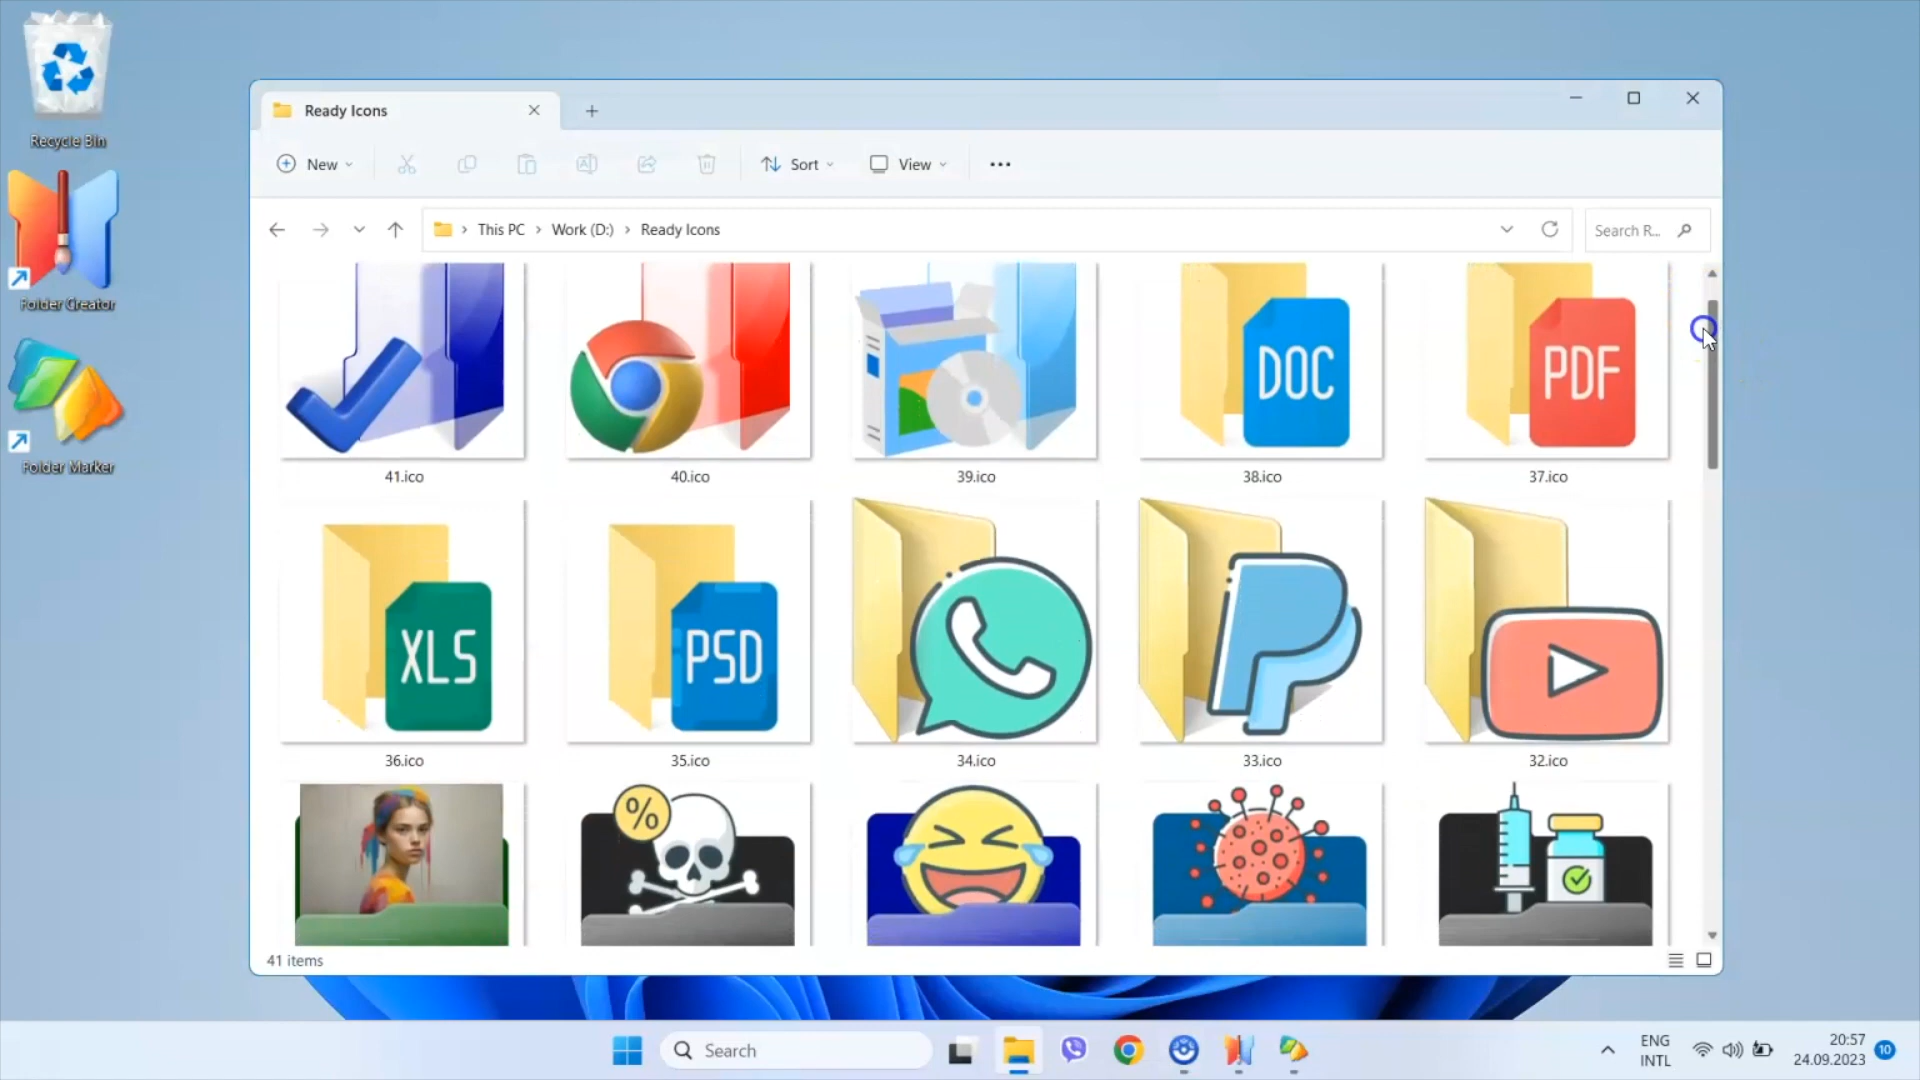 Recycle Bin
Folder Creator
Folder Marker
Ready Icons
New
Sort
View
This PC
Work (D:)
Ready Icons
Search R...
DOC
PDF
41.ico
40.ico
39.ico
38.ico
37.ico
XLS
PSD
36.ico
35.ico
34.ico
33.ico
32.ico
%
41 items
Search
ENG
INTL
20:57
24.09.2023
10